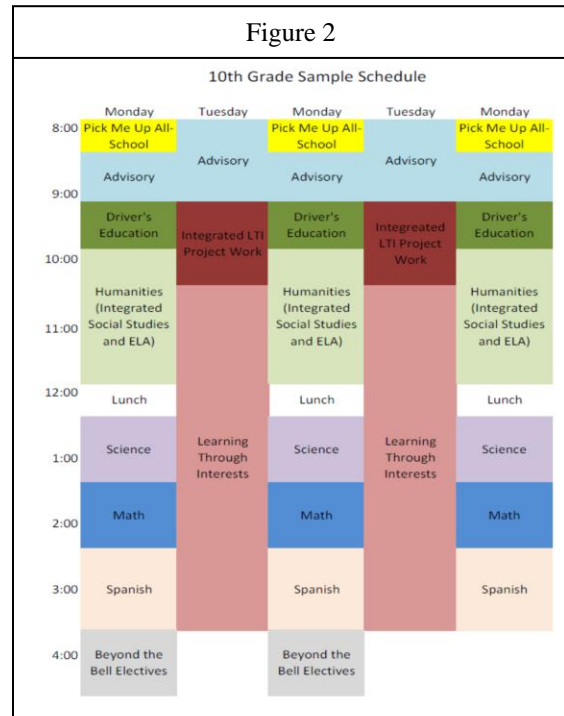 Figure 2
10th Grade Sample Schedule
Monday Tuesday Monday Tuesday Monday
8:00
Pick Me Up All-
School
Pick Me Up All-
School
Pick Me Up All-
School
Advisory
Advisory
Advisory
Advisory
Advisory
9:00
Driver's
Education
Integrated LTI
Project Work
Driver's
Education
Integreated
LTI Project
Work
Driver's
Education
10:00
Humanities
(Integrated
Social Studies
and ELA)
Humanities
(Integrated
Social Studies
and ELA)
Humanities
(Integrated
Social Studies
and ELA)
11:00
12:00
Lunch
Lunch
Lunch
Science
Learning
Through
Interests
Science
Learning
Through
Interests
Science
1:00
Math
Math
Math
2:00
Spanish
Spanish
Spanish
3:00
4:00
Beyond the
Bell Electives
Beyond the
Bell Electives